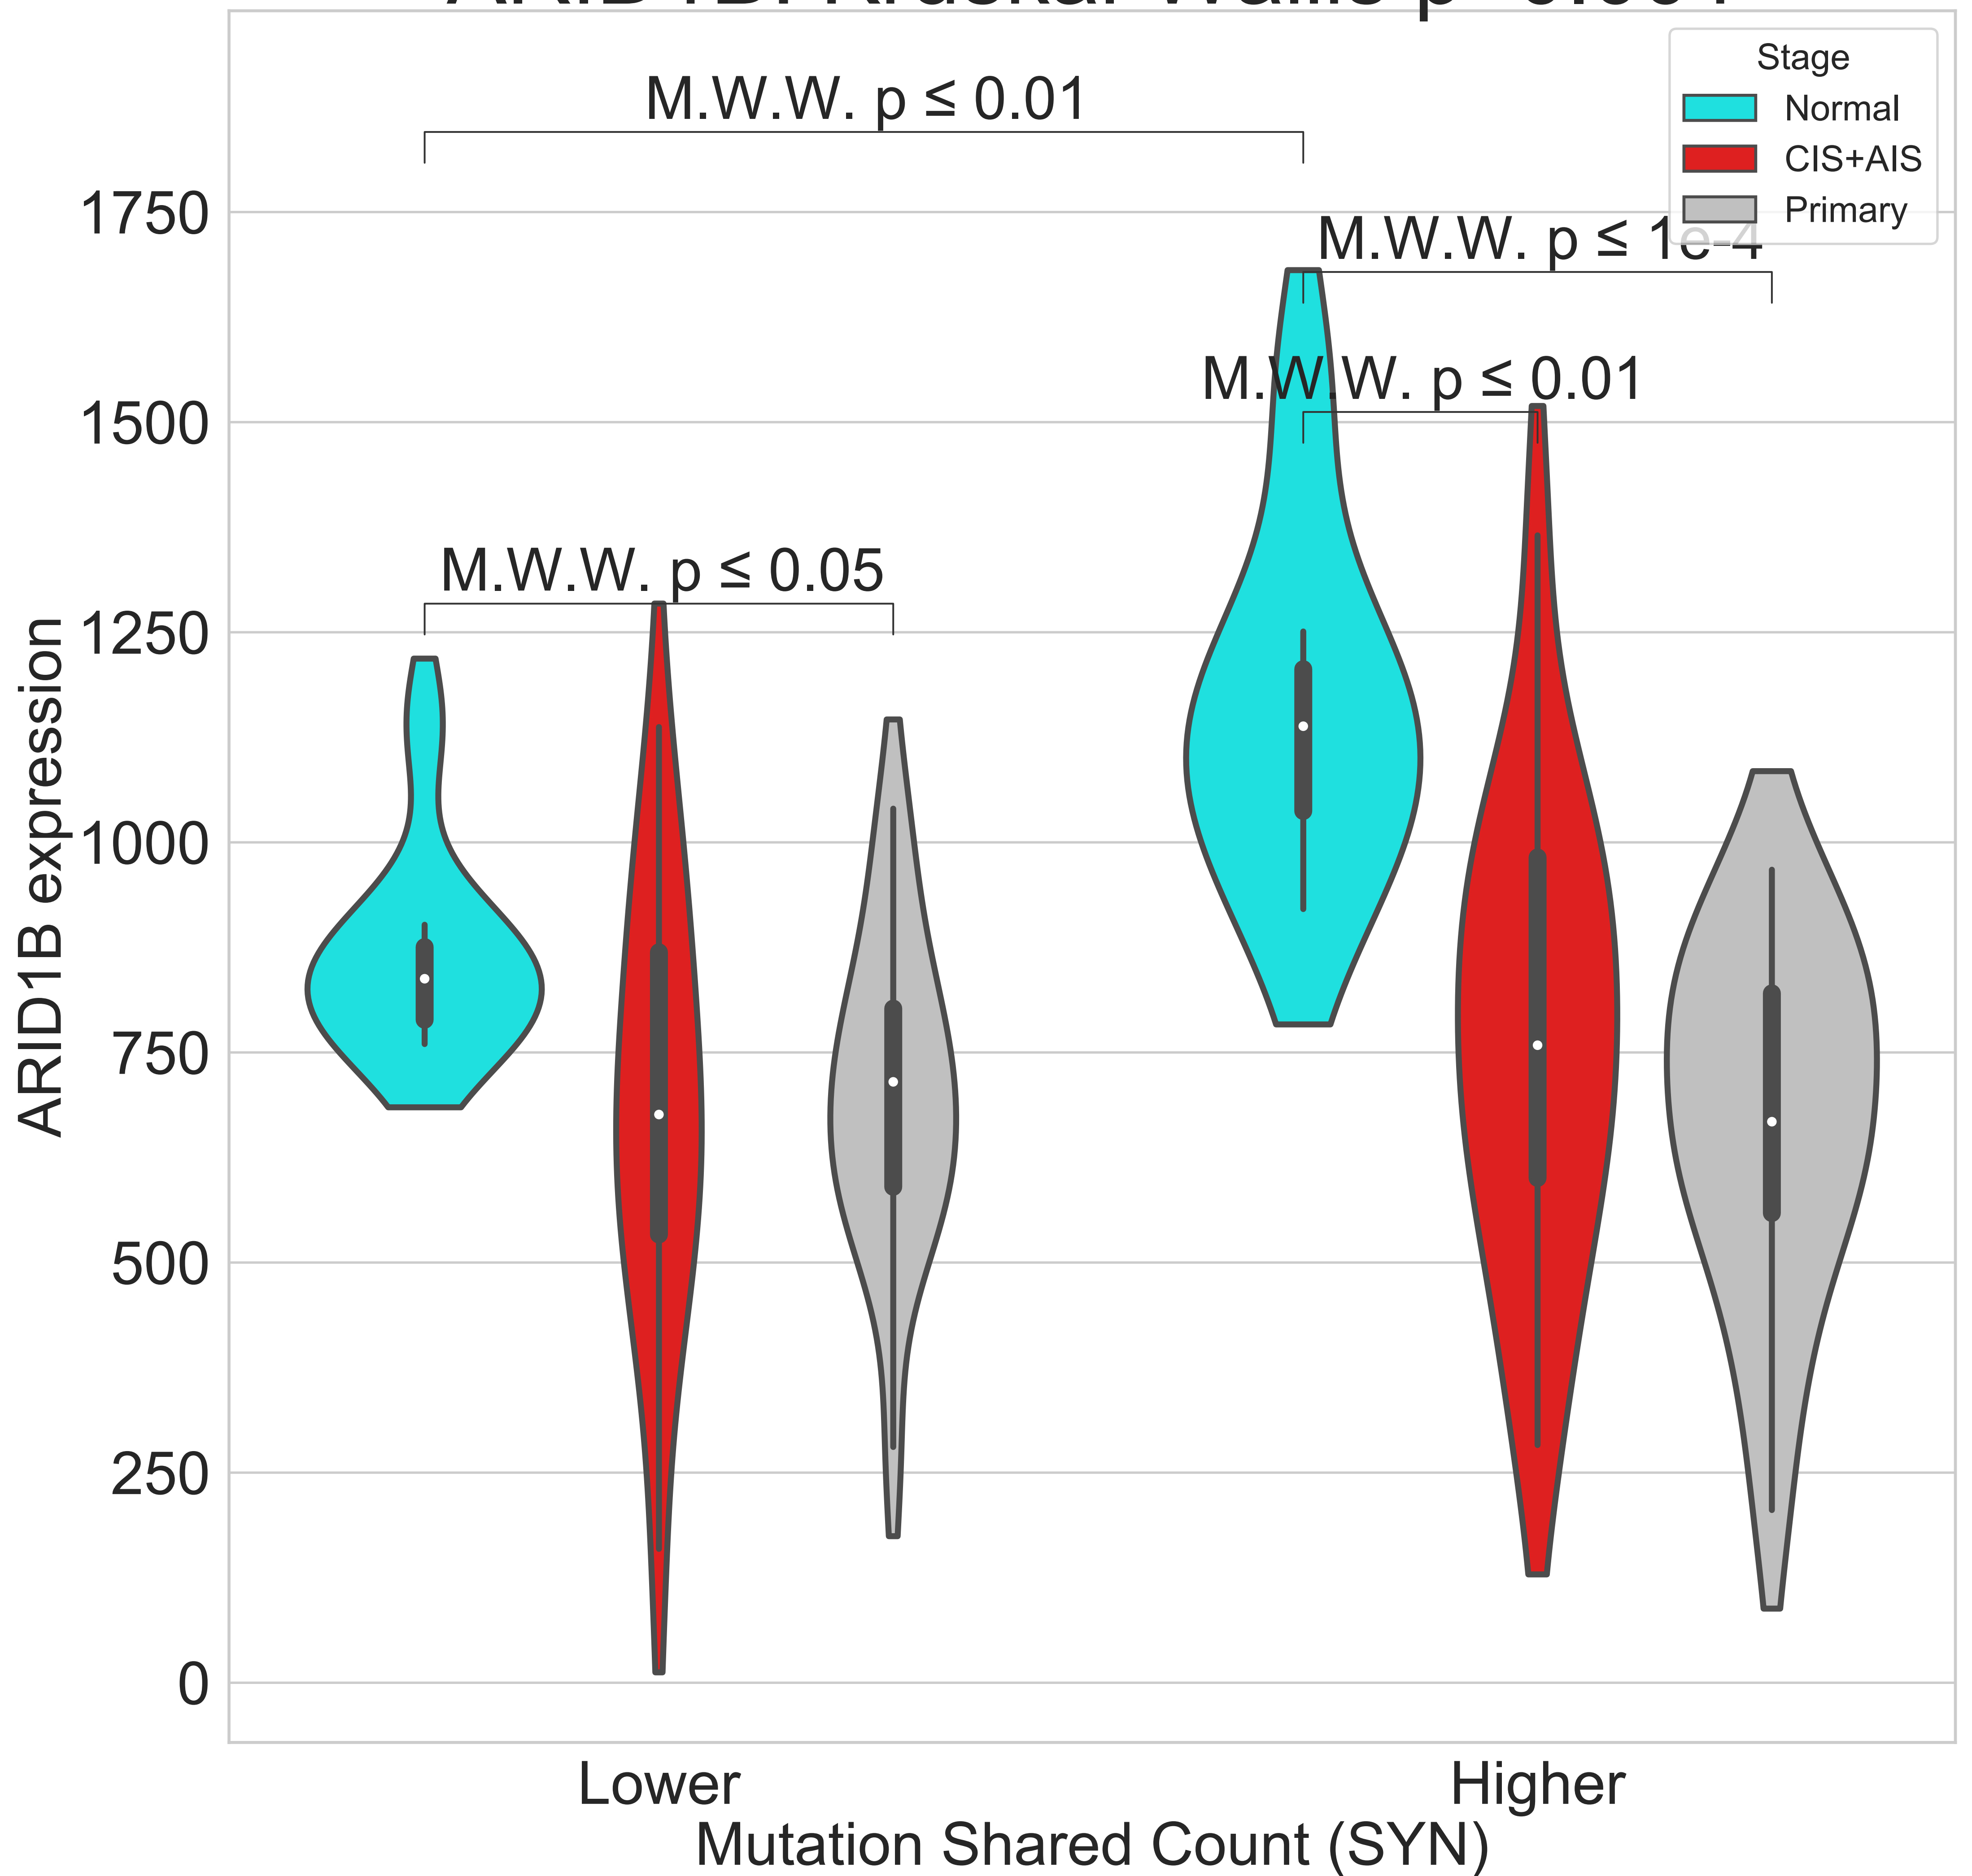 Stage
Normal
CIS+AIS
Primary
M.W.W. p ≤ 0.01
M.W.W. p ≤ 1e-4
M.W.W. p ≤ 0.01
M.W.W. p ≤ 0.05
1750
1500
1250
1000
750
500
250
0
ARID1B expression
Lower
Higher
Mutation Shared Count (SYN)